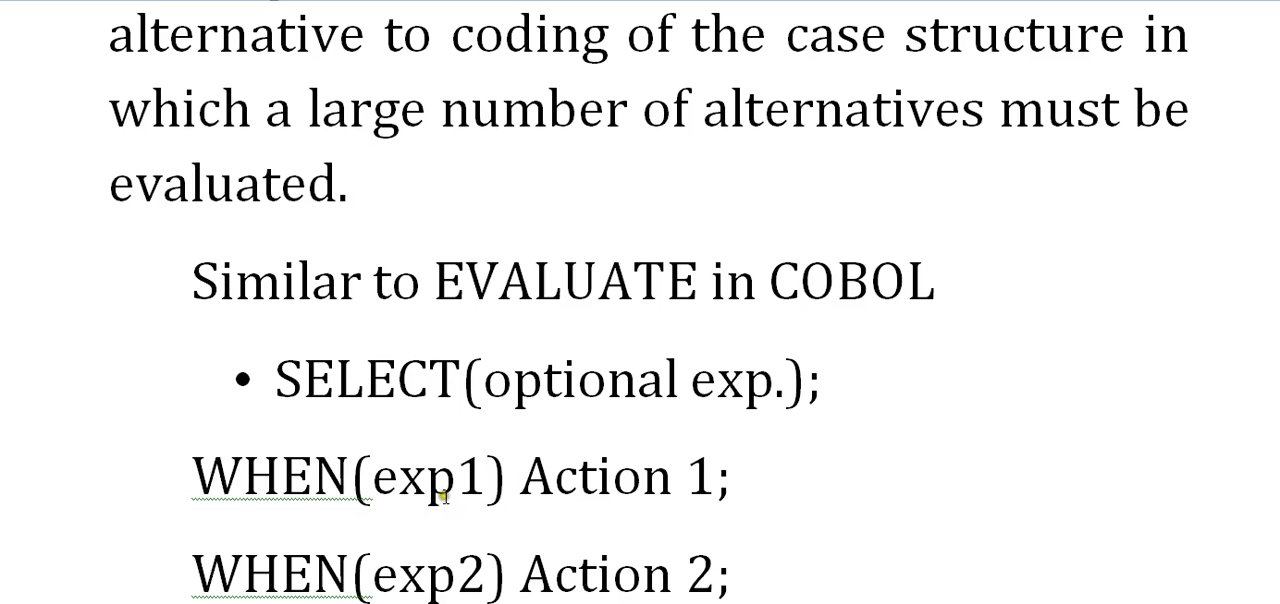 alternative to coding of the case structure in
which a large number of alternatives must be
evaluated.
Similar to EVALUATE in COBOL
• SELECT(optional exp.);
WHEN(exp1) Action 1;
WHEN(exp2) Action 2;